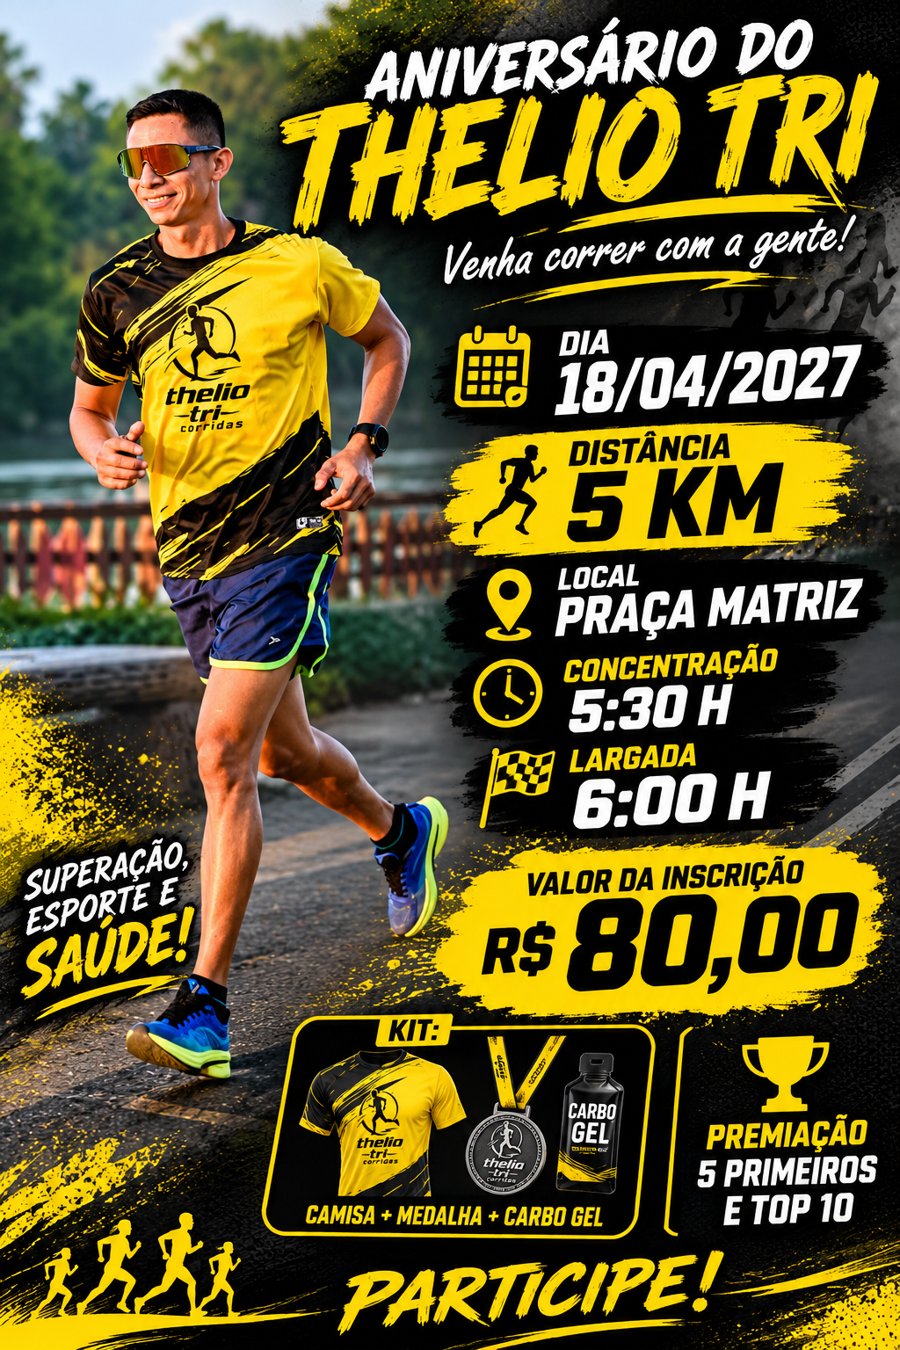 ANIVERSÁRIO DO
THELIO TRI
Venha correr com a gente!
thelio
tri
corridas
DIA
18/04/2027
DISTÂNCIA
5 KM
LOCAL
PRAÇA MATRIZ
CONCENTRAÇÃO
5:30 H
LARGADA
6:00 H
SUPERAÇÃO,
ESPORTE E
SAÚDE!
VALOR DA INSCRIÇÃO
R$ 80,00
KIT:
thelio
tri
corridas
thelio
tri
corridas
CARBO
GEL
CAMISA + MEDALHA + CARBO GEL
PREMIAÇÃO
5 PRIMEIROS
E TOP 10
PARTICIPE!